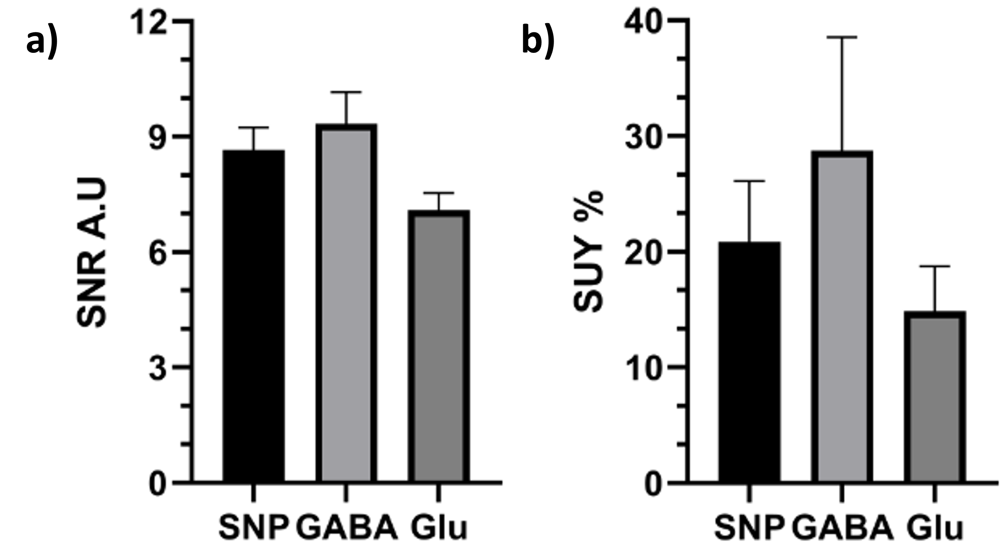 a)
SNR A.U
12
9
6
3
0
SNP GABA Glu
b)
SUY %
40
30
20
10
0
SNP GABA Glu